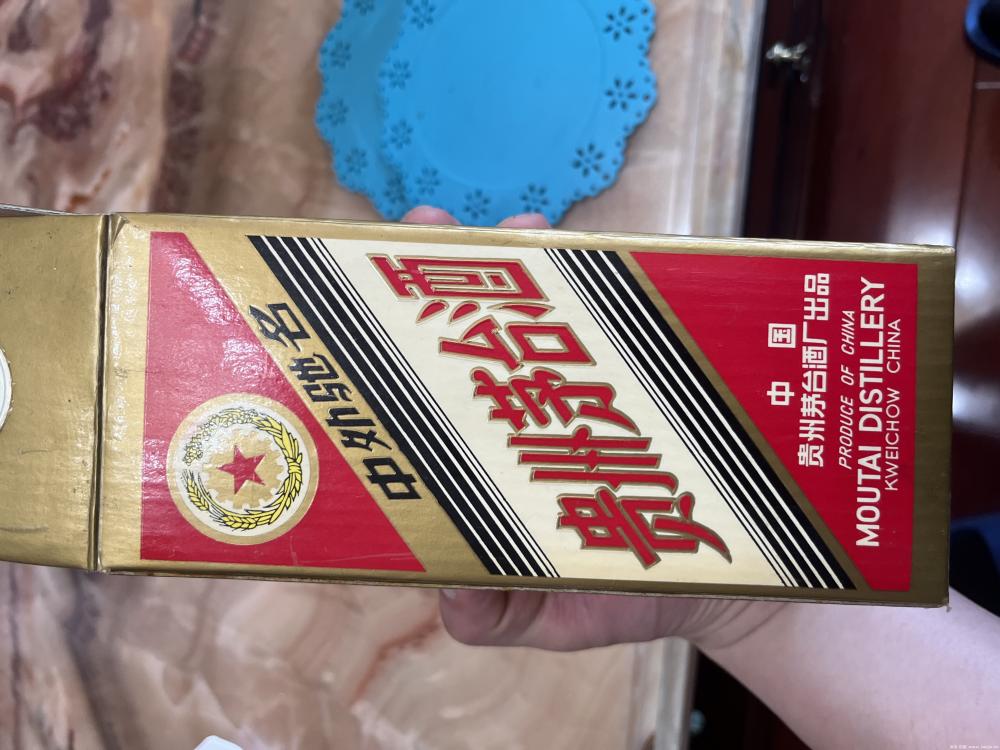 中外驰名
贵州茅台酒
中国
贵州茅台酒厂出品
PRODUCE OF CHINA
MOUTAI DISTILLERY
KWEICHOW CHINA